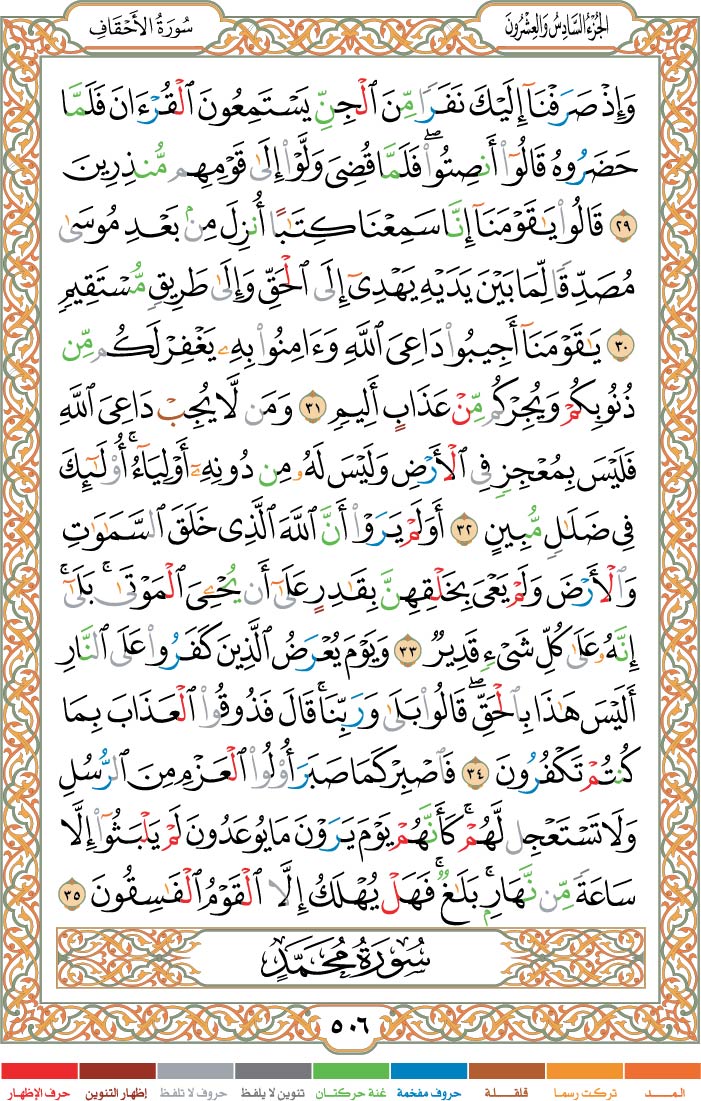 الجُزْءُ السَّادِسُ وَالعِشْرُونَ
سُورَةُ الأَحْقَافِ
وَإِذْ صَرَفْنَآ إِلَيْكَ نَفَرًا مِّنَ ٱلْجِنِّ يَسْتَمِعُونَ ٱلْقُرْءَانَ فَلَمَّا
حَضَرُوهُ قَالُوٓا۟ أَنصِتُوا۟ ۖ فَلَمَّا قُضِىَ وَلَّوْا۟ إِلَىٰ قَوْمِهِم مُّنذِرِينَ
٢٩ قَالُوا۟ يَٰقَوْمَنَآ إِنَّا سَمِعْنَا كِتَٰبًا أُنزِلَ مِنۢ بَعْدِ مُوسَىٰ
مُصَدِّقًا لِّمَا بَيْنَ يَدَيْهِ يَهْدِىٓ إِلَى ٱلْحَقِّ وَإِلَىٰ طَرِيقٍ مُّسْتَقِيمٍ
٣٠ يَٰقَوْمَنَآ أَجِيبُوا۟ دَاعِىَ ٱللَّهِ وَءَامِنُوا۟ بِهِۦ يَغْفِرْ لَكُم مِّن
ذُنُوبِكُمْ وَيُجِرْكُم مِّنْ عَذَابٍ أَلِيمٍ ٣١ وَمَن لَّا يُجِبْ دَاعِىَ ٱللَّهِ
فَلَيْسَ بِمُعْجِزٍ فِى ٱلْأَرْضِ وَلَيْسَ لَهُۥ مِن دُونِهِۦٓ أَوْلِيَآءُ ۚ أُو۟لَٰٓئِكَ
فِى ضَلَٰلٍ مُّبِينٍ ٣٢ أَوَلَمْ يَرَوْا۟ أَنَّ ٱللَّهَ ٱلَّذِى خَلَقَ ٱلسَّمَٰوَٰتِ
وَٱلْأَرْضَ وَلَمْ يَعْىَ بِخَلْقِهِنَّ بِقَٰدِرٍ عَلَىٰٓ أَن يُحْۦِىَ ٱلْمَوْتَىٰ ۚ بَلَىٰٓ
إِنَّهُۥ عَلَىٰ كُلِّ شَىْءٍ قَدِيرٌ ٣٣ وَيَوْمَ يُعْرَضُ ٱلَّذِينَ كَفَرُوا۟ عَلَى ٱلنَّارِ
أَلَيْسَ هَٰذَا بِٱلْحَقِّ ۖ قَالُوا۟ بَلَىٰ وَرَبِّنَا ۚ قَالَ فَذُوقُوا۟ ٱلْعَذَابَ بِمَا
كُنتُمْ تَكْفُرُونَ ٣٤ فَٱصْبِرْ كَمَا صَبَرَ أُو۟لُوا۟ ٱلْعَزْمِ مِنَ ٱلرُّسُلِ
وَلَا تَسْتَعْجِل لَّهُمْ ۚ كَأَنَّهُمْ يَوْمَ يَرَوْنَ مَا يُوعَدُونَ لَمْ يَلْبَثُوٓا۟ إِلَّا
سَاعَةً مِّن نَّهَارٍۭ ۚ بَلَٰغٌ ۚ فَهَلْ يُهْلَكُ إِلَّا ٱلْقَوْمُ ٱلْفَٰسِقُونَ ٣٥
سُورَةُ مُحَمَّدٍ
٥٠٦
المـــد تركت رسما قلقلة حروف مفخمة غنة حركتان تنوين لا يلفظ حروف لا تلفظ إظهار التنوين حرف الإظهار